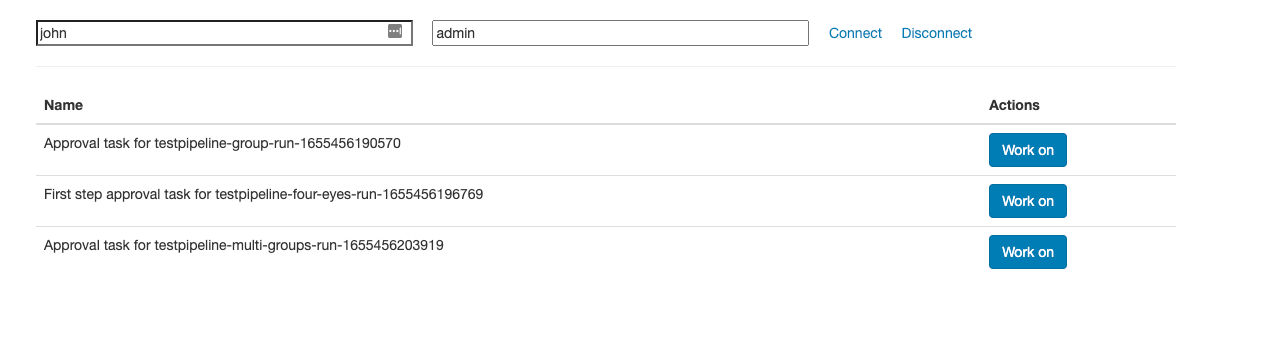 john admin Connect Disconnect
Name Actions
Approval task for testpipeline-group-run-1655456190570 Work on
First step approval task for testpipeline-four-eyes-run-1655456196769 Work on
Approval task for testpipeline-multi-groups-run-1655456203919 Work on